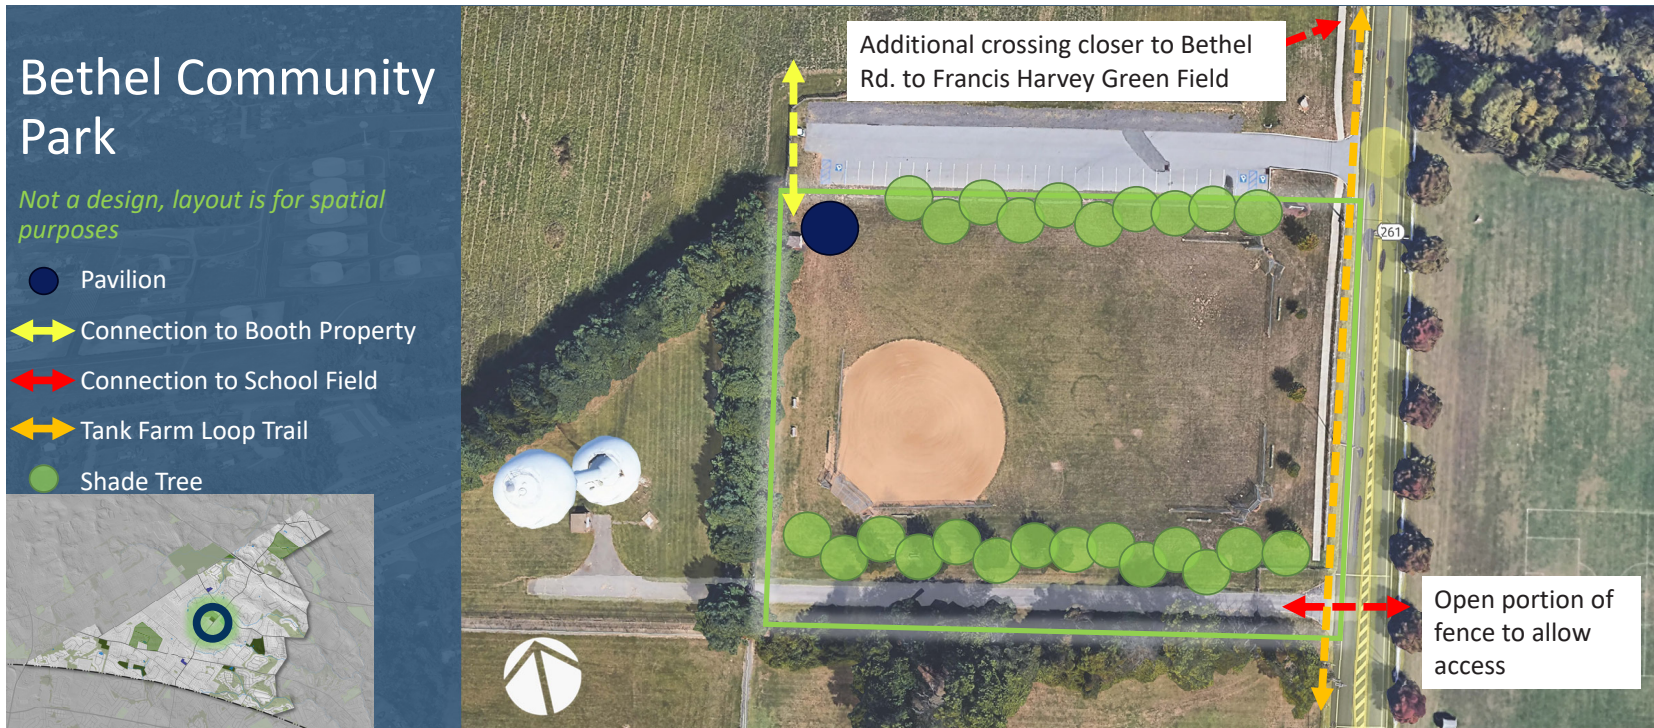 Bethel Community
Park
Not a design, layout is for spatial
purposes
Pavilion
Connection to Booth Property
Connection to School Field
Tank Farm Loop Trail
Shade Tree
Additional crossing closer to Bethel
Rd. to Francis Harvey Green Field
261
Open portion of
fence to allow
access